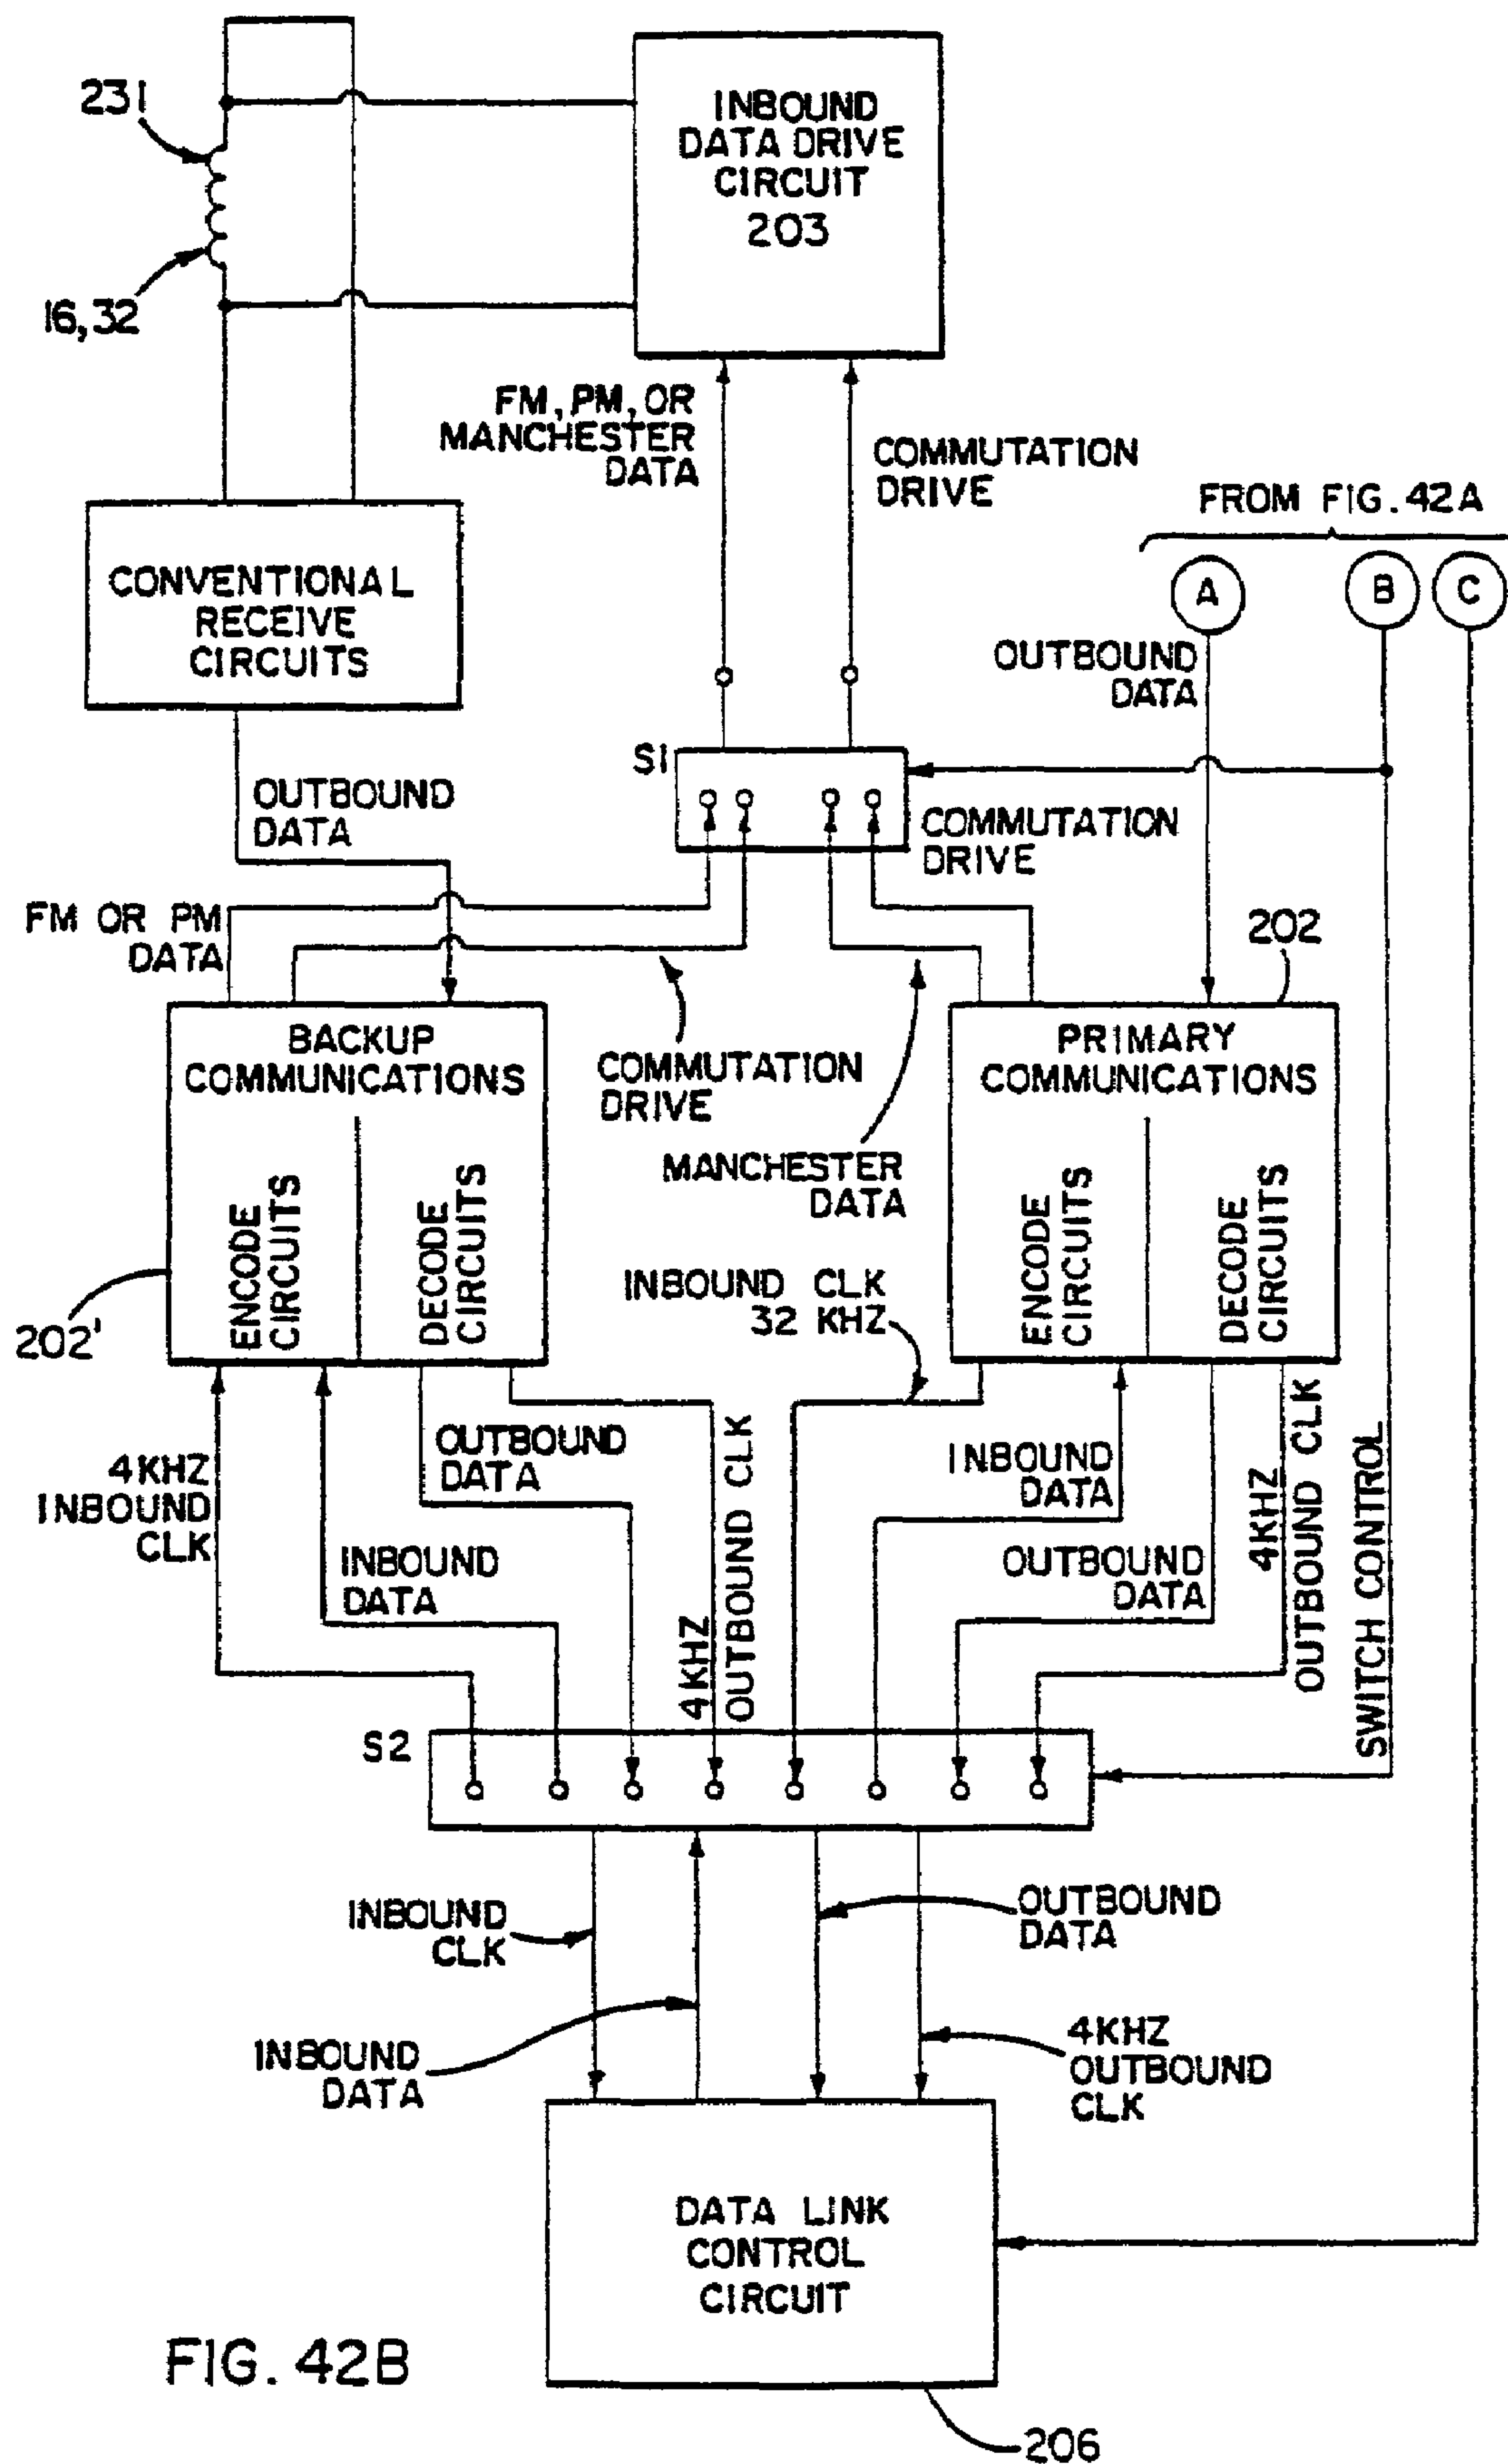 231
16,32
INBOUND
DATA DRIVE
CIRCUIT
203
FM, PM, OR
MANCHESTER
DATA
COMMUTATION
DRIVE
FROM FIG. 42A
A
B
C
CONVENTIONAL
RECEIVE
CIRCUITS
OUTBOUND
DATA
S1
OUTBOUND
DATA
COMMUTATION
DRIVE
FM OR PM
DATA
202
BACKUP
COMMUNICATIONS
ENCODE
CIRCUITS
DECODE
CIRCUITS
202'
COMMUTATION
DRIVE
MANCHESTER
DATA
PRIMARY
COMMUNICATIONS
ENCODE
CIRCUITS
DECODE
CIRCUITS
INBOUND CLK
32 KHZ
4KHZ
INBOUND
CLK
INBOUND
DATA
OUTBOUND
DATA
4KHZ
OUTBOUND CLK
INBOUND
DATA
OUTBOUND
DATA
4KHZ
OUTBOUND CLK
SWITCH CONTROL
S2
INBOUND
CLK
OUTBOUND
DATA
INBOUND
DATA
4KHZ
OUTBOUND
CLK
DATA LINK
CONTROL
CIRCUIT
206
FIG. 42B